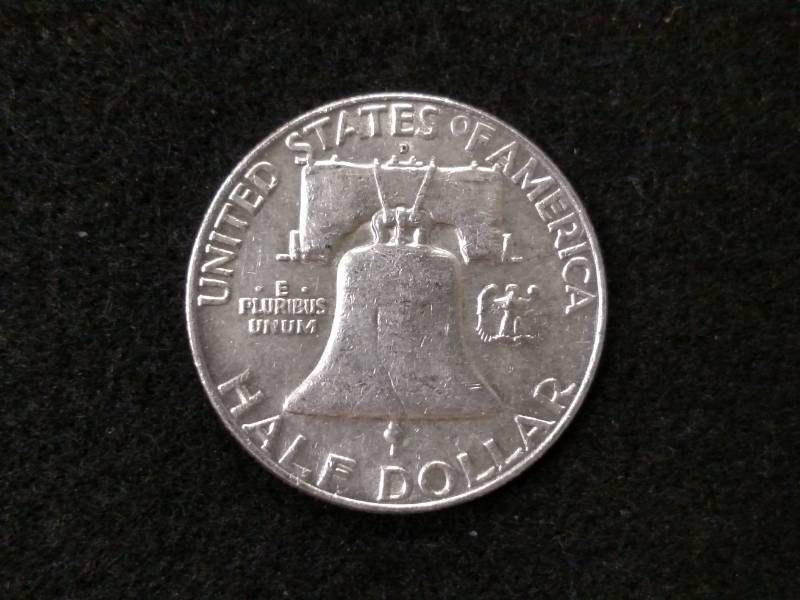 UNITED STATES OF AMERICA
D
· E ·
PLURIBUS
UNUM
HALF DOLLAR